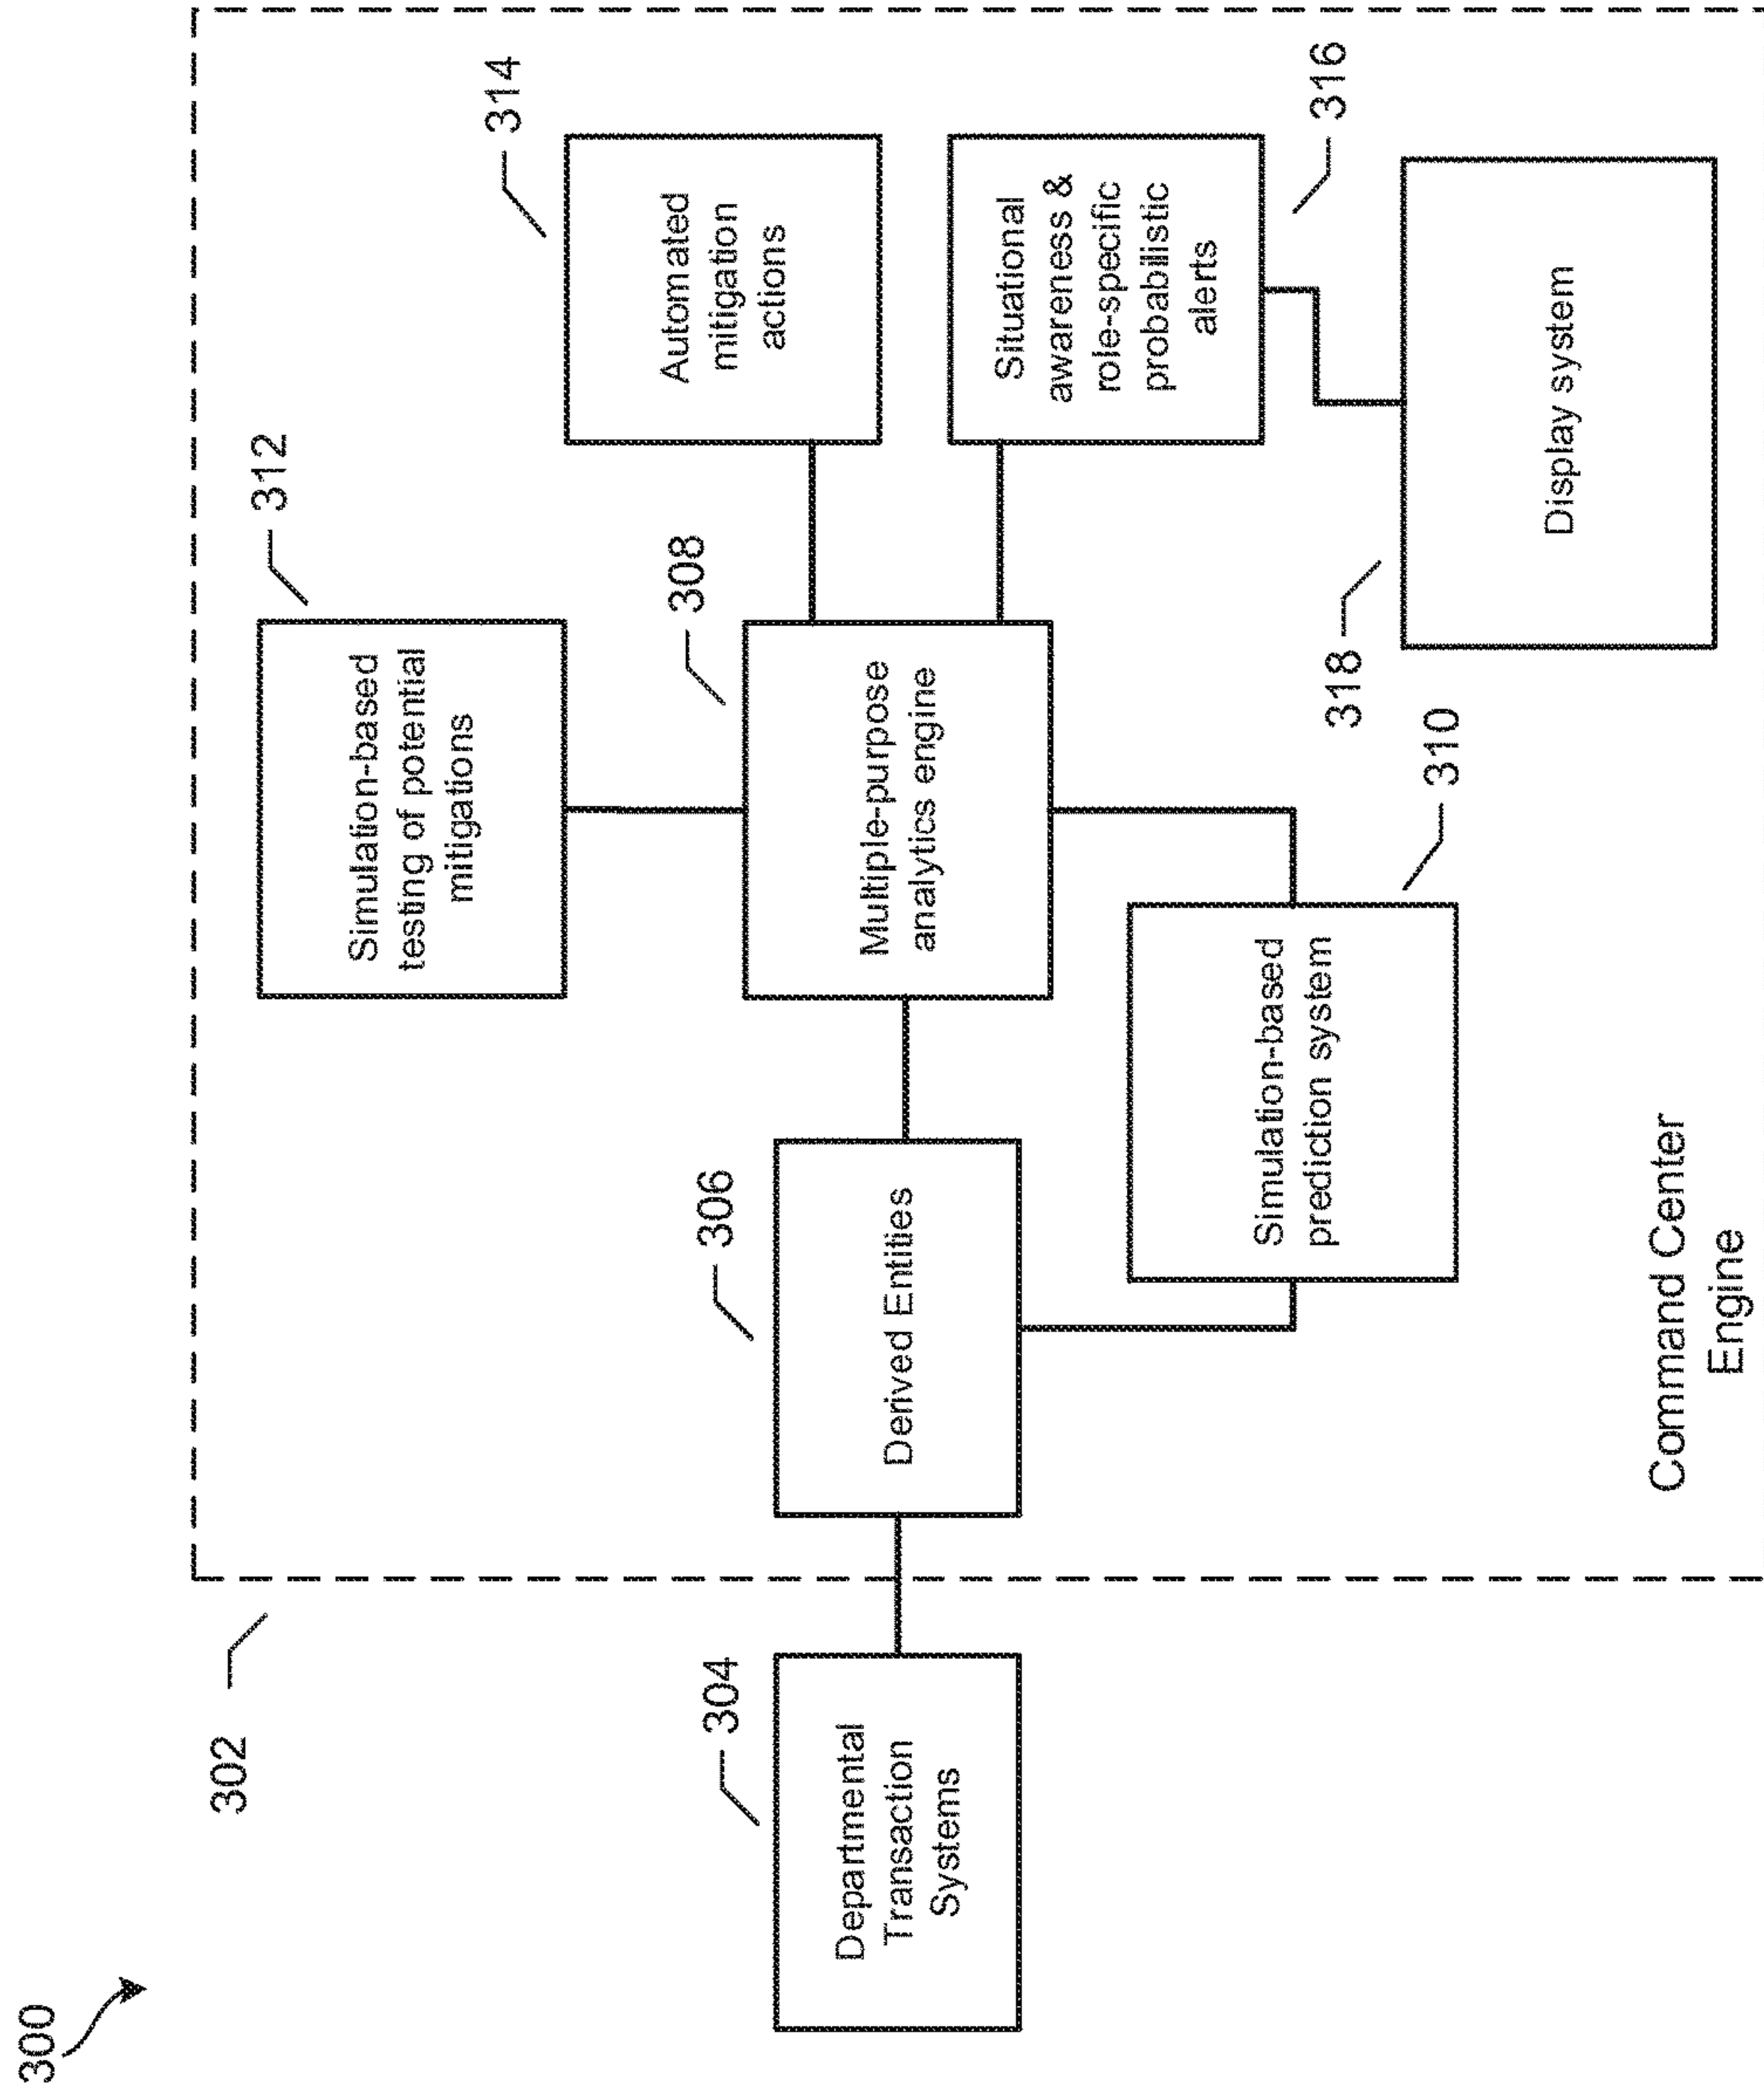 300
302
304
Departmental
Transaction
Systems
306
Derived Entities
308
Multiple-purpose
analytics engine
312
Simulation-based
testing of potential
mitigations
314
Automated
mitigation
actions
Situational
awareness &
role-specific
probabilistic
alerts
316
310
Simulation-based
prediction system
318
Display system
Command Center
Engine